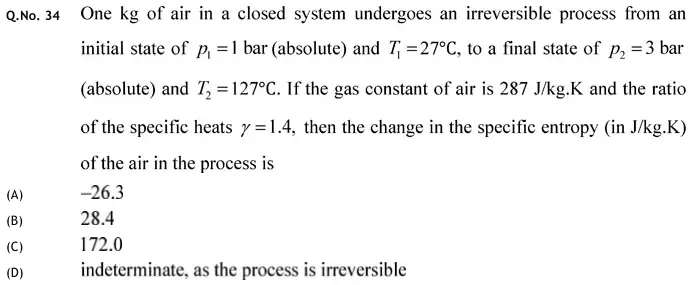 Q.No. 34 One kg of air in a closed system undergoes an irreversible process from an
initial state of p₁ = 1 bar (absolute) and T₁ = 27°C, to a final state of p₂ = 3 bar
(absolute) and T₂ = 127°C. If the gas constant of air is 287 J/kg.K and the ratio
of the specific heats γ = 1.4, then the change in the specific entropy (in J/kg.K)
of the air in the process is
(A) –26.3
(B) 28.4
(C) 172.0
(D) indeterminate, as the process is irreversible